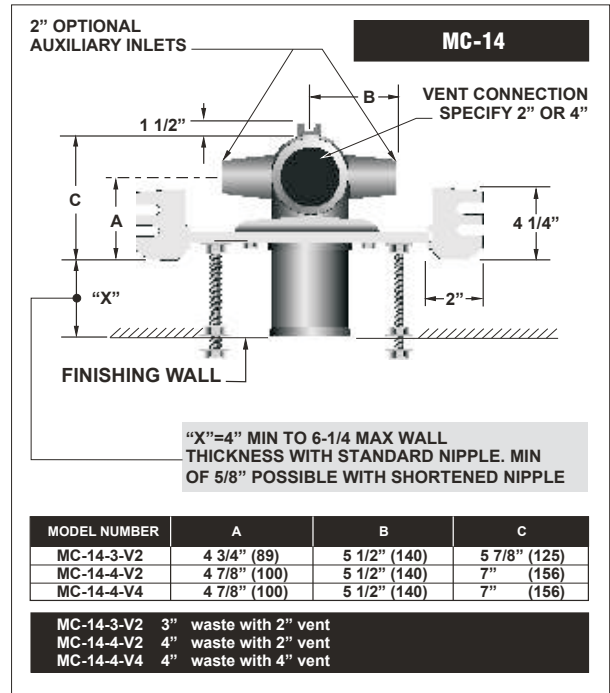 2” OPTIONAL
AUXILIARY INLETS
MC-14
B
VENT CONNECTION
SPECIFY 2” OR 4”
1 1/2”
C
A
4 1/4”
“X”
2”
FINISHING WALL
“X”=4” MIN TO 6-1/4 MAX WALL
THICKNESS WITH STANDARD NIPPLE. MIN
OF 5/8” POSSIBLE WITH SHORTENED NIPPLE
MODEL NUMBER A B C
MC-14-3-V2 4 3/4” (89) 5 1/2” (140) 5 7/8” (125)
MC-14-4-V2 4 7/8” (100) 5 1/2” (140) 7” (156)
MC-14-4-V4 4 7/8” (100) 5 1/2” (140) 7” (156)
MC-14-3-V2 3” waste with 2” vent
MC-14-4-V2 4” waste with 2” vent
MC-14-4-V4 4” waste with 4” vent